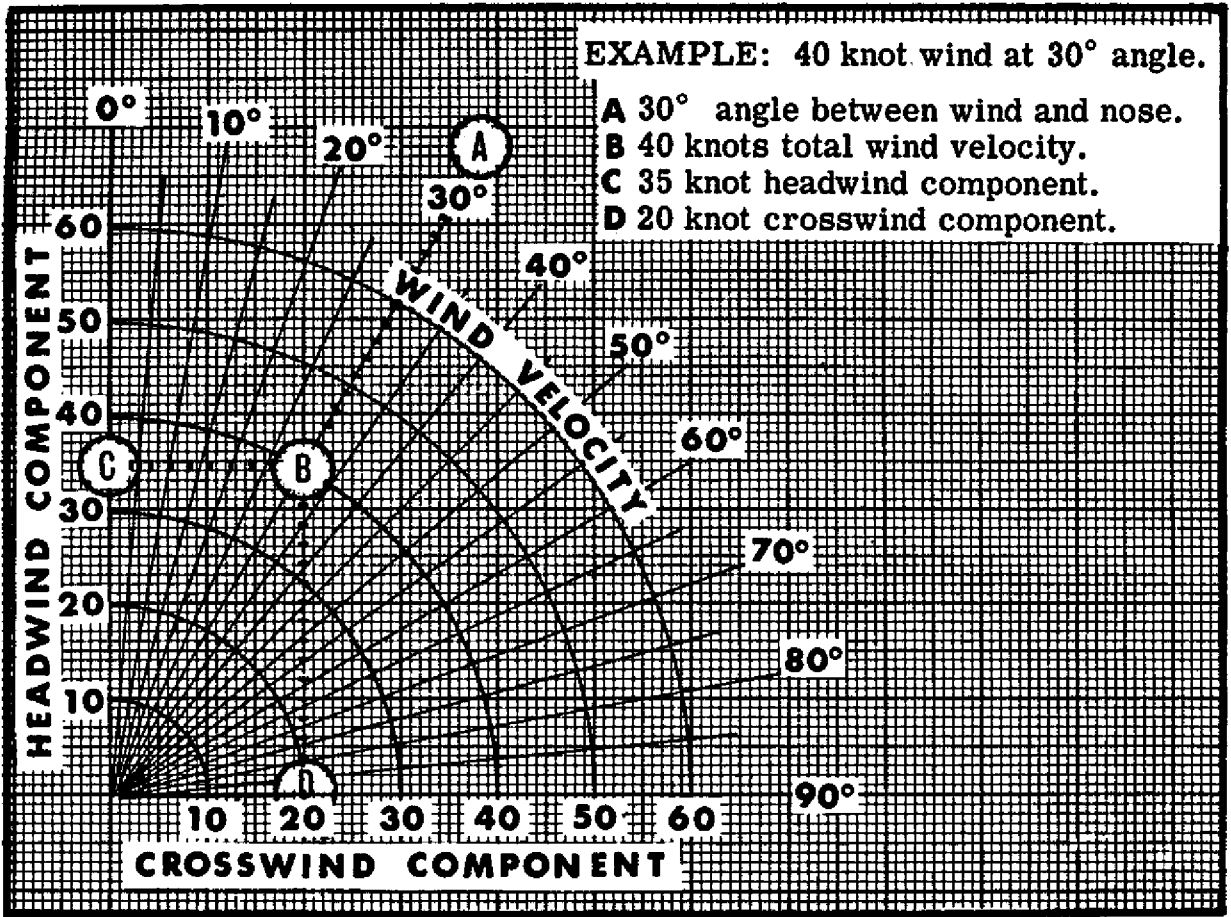 EXAMPLE: 40 knot wind at 30° angle.
A 30° angle between wind and nose.
B 40 knots total wind velocity.
C 35 knot headwind component.
D 20 knot crosswind component.
0°
10°
20°
A
30°
40°
50°
60°
70°
80°
90°
WIND VELOCITY
HEADWIND COMPONENT
60
50
40
C
B
30
20
10
D
10 20 30 40 50 60
CROSSWIND COMPONENT